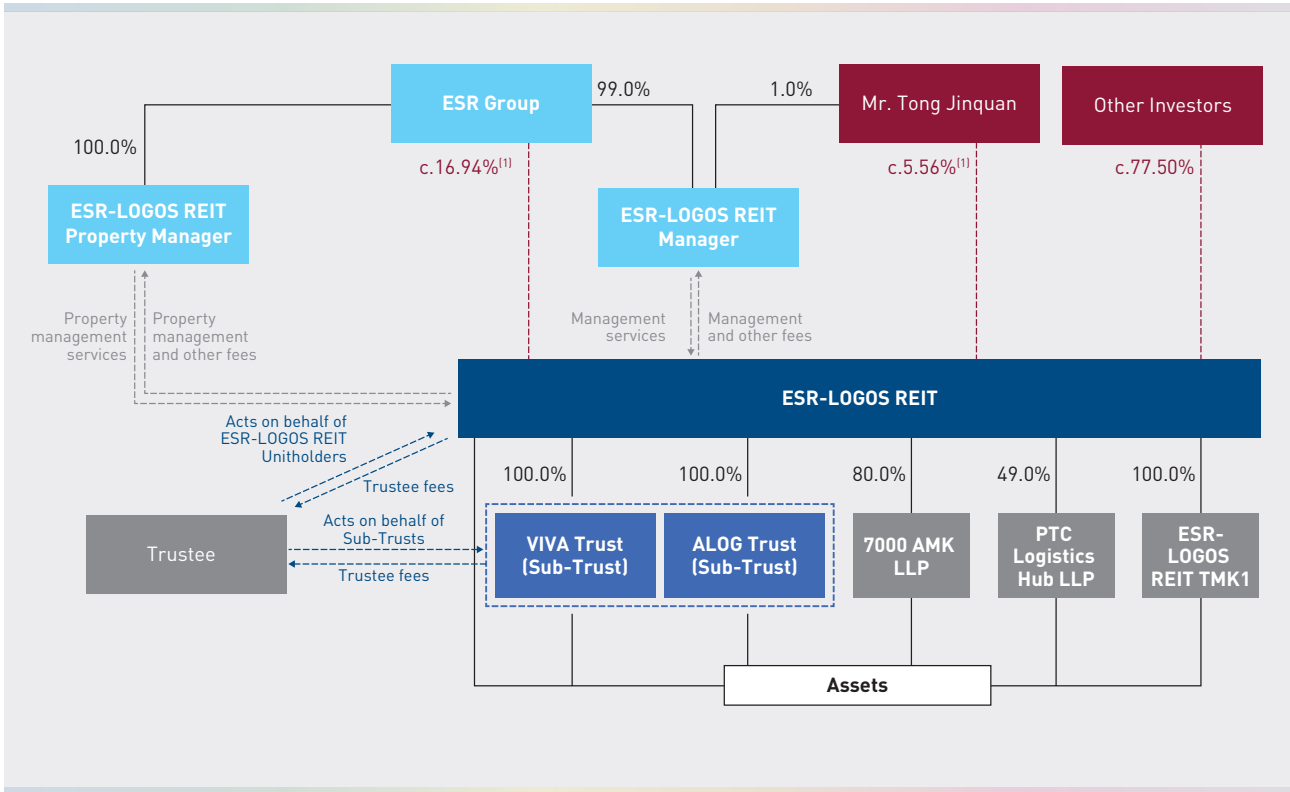 ESR Group
99.0%
1.0%
Mr. Tong Jinquan
Other Investors
100.0%
c.16.94%(1)
c.5.56%(1)
c.77.50%
ESR-LOGOS REIT
Property Manager
ESR-LOGOS REIT
Manager
Property
management
services
Property
management
and other fees
Management
services
Management
and other fees
ESR-LOGOS REIT
Acts on behalf of
ESR-LOGOS REIT
Unitholders
Trustee fees
100.0%
100.0%
80.0%
49.0%
100.0%
Trustee
Acts on behalf of
Sub-Trusts
Trustee fees
VIVA Trust
(Sub-Trust)
ALOG Trust
(Sub-Trust)
7000 AMK
LLP
PTC
Logistics
Hub LLP
ESR-
LOGOS
REIT TMK1
Assets